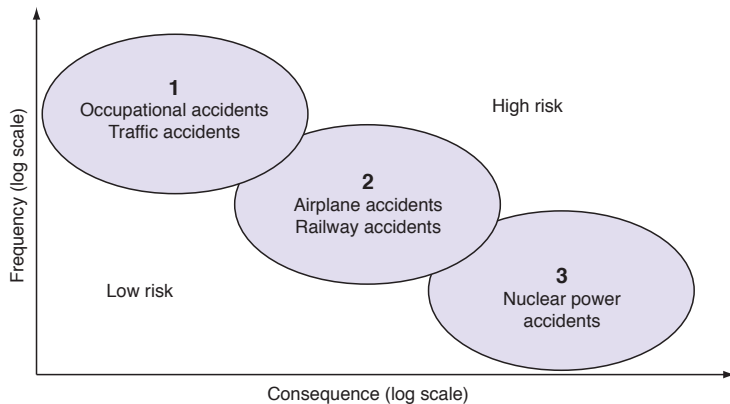 1
Occupational accidents
Traffic accidents
High risk
2
Airplane accidents
Railway accidents
3
Nuclear power
accidents
Low risk
Frequency (log scale)
Consequence (log scale)